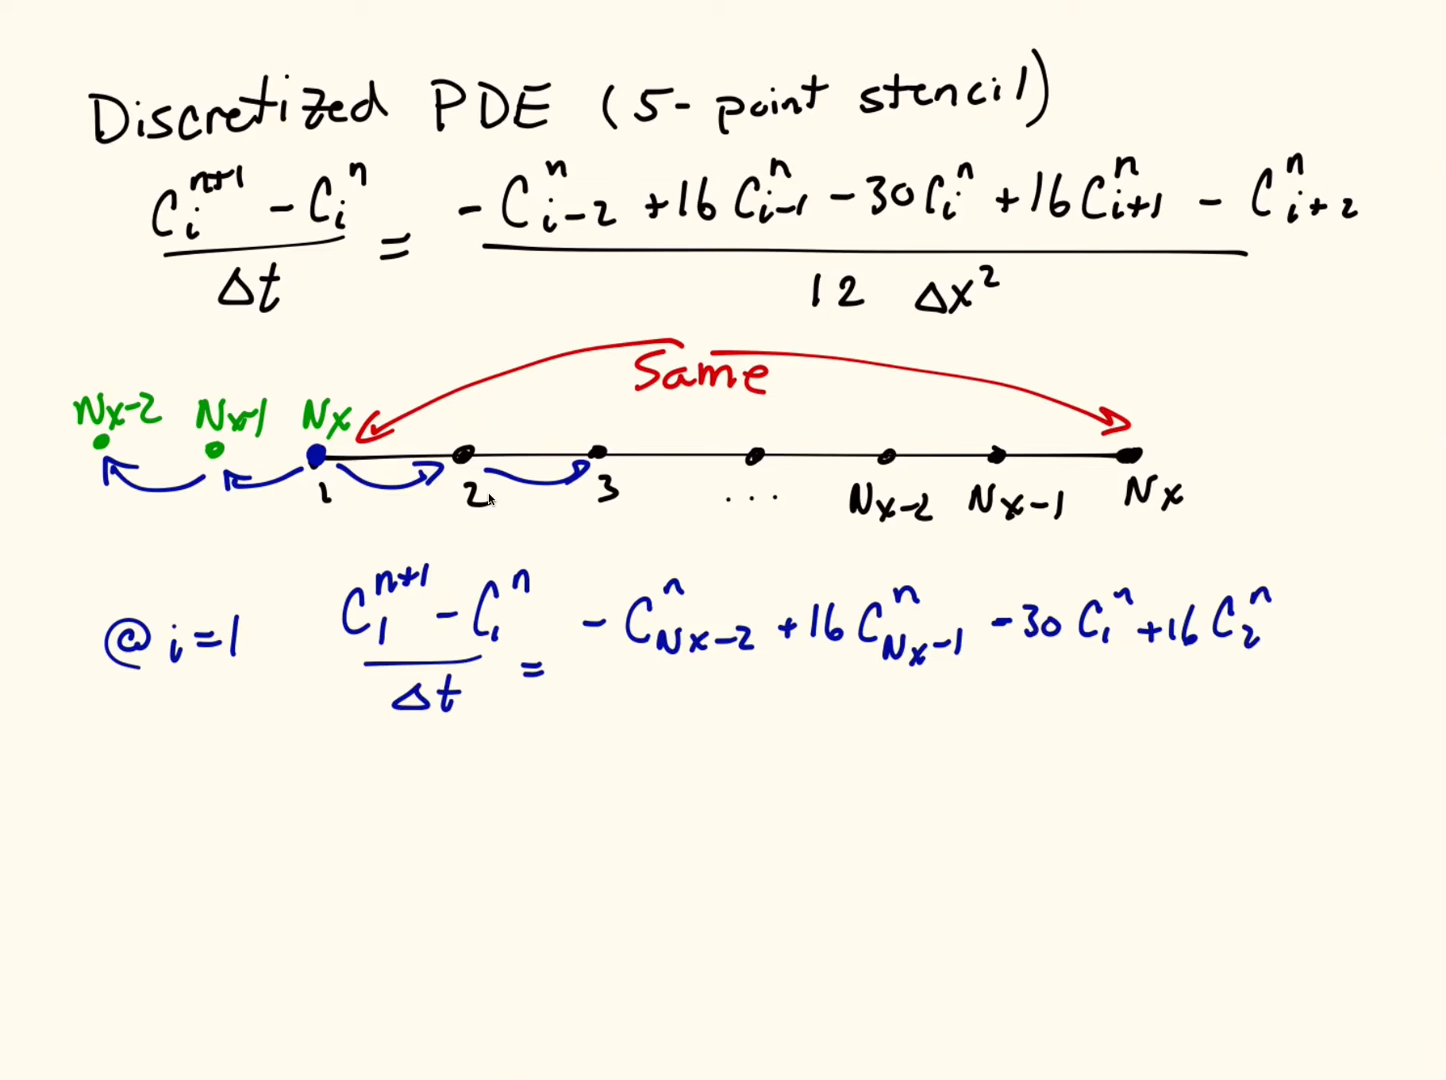 Discretized PDE (5-point stencil)
(C_i^{n+1} - C_i^n) / Δt = (-C_{i-2}^n + 16 C_{i-1}^n - 30 C_i^n + 16 C_{i+1}^n - C_{i+2}^n) / (12 Δx^2)
Same
Nx-2 Nx-1 Nx
1 2 3 ... Nx-2 Nx-1 Nx
@ i=1 (C_1^{n+1} - C_1^n) / Δt = -C_{Nx-2}^n + 16 C_{Nx-1}^n - 30 C_1^n + 16 C_2^n